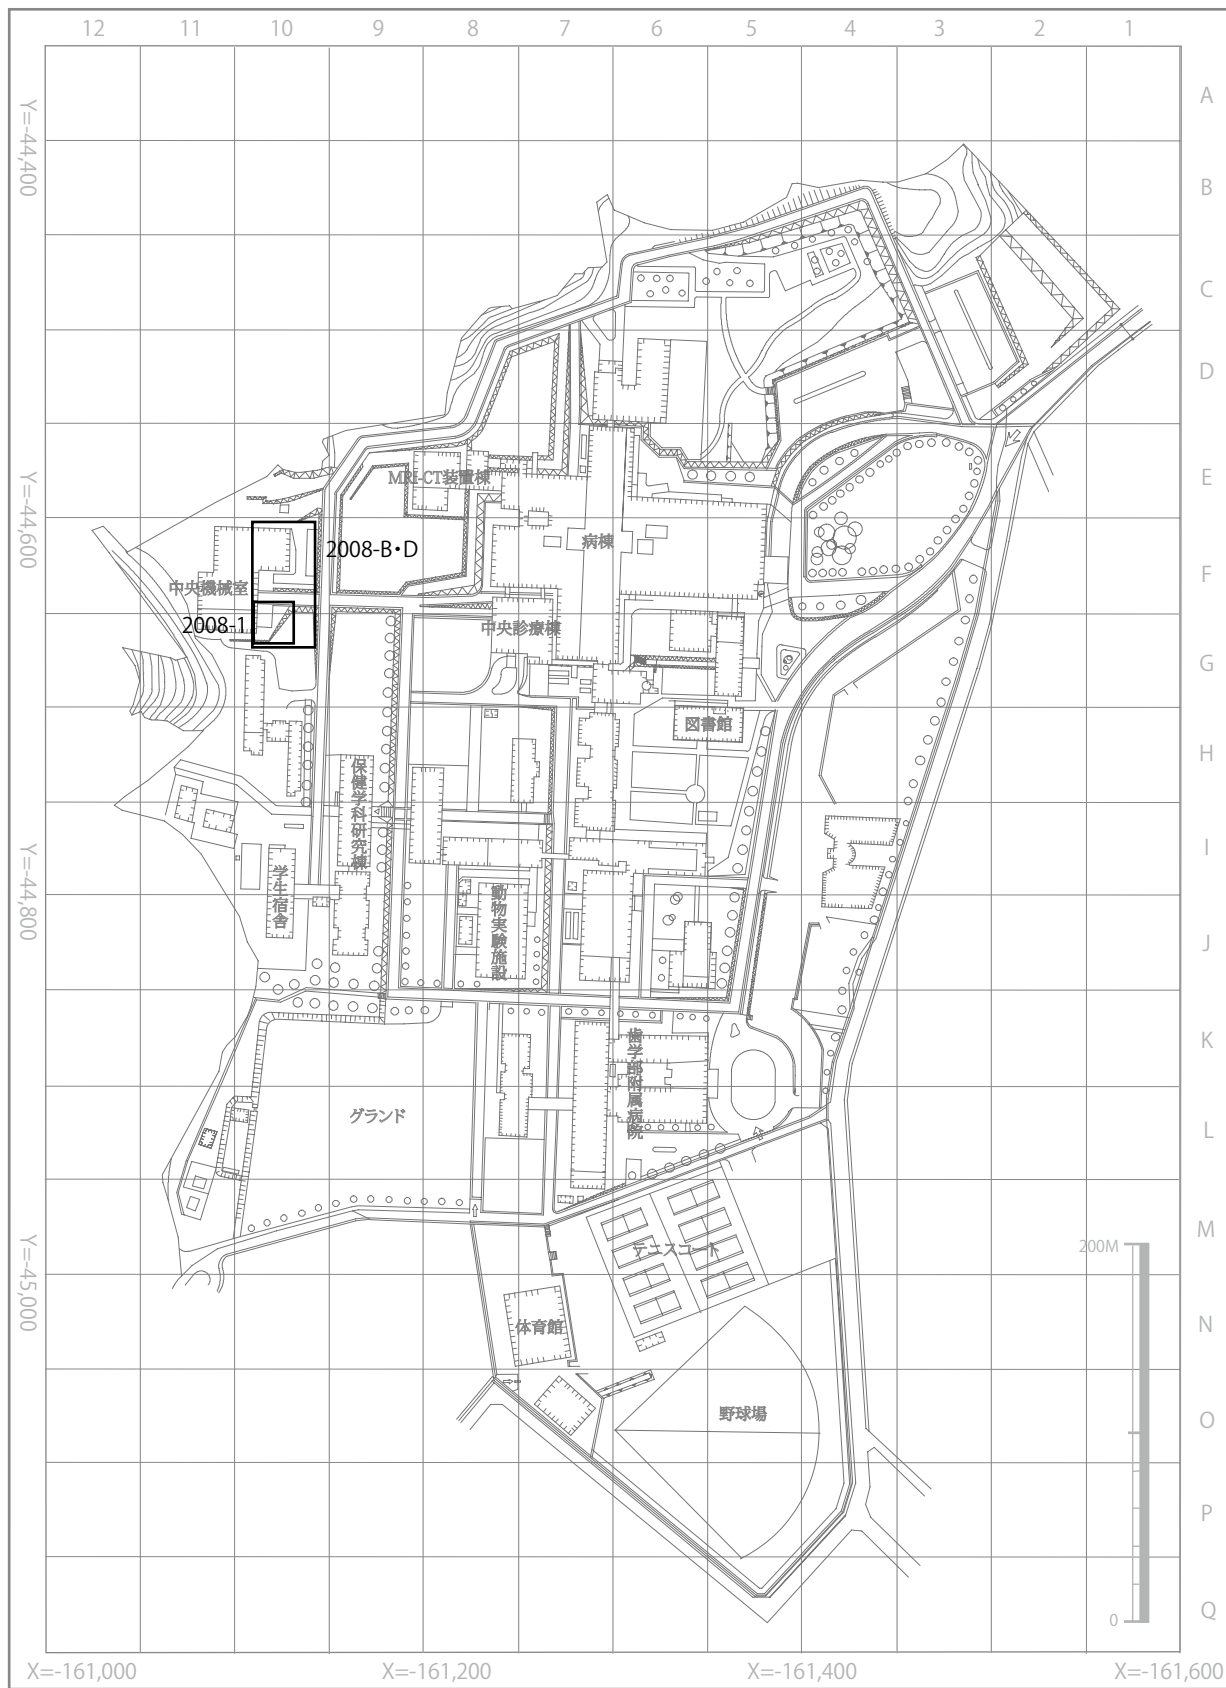 12 11 10 9 8 7 6 5 4 3 2 1
A
Y=-44,400
B
C
D
MRI-CT装置棟
E
Y=-44,600
2008-B・D
病棟
F
中央機械室
2008-1
中央診療棟
G
図書館
H
保健学科研究棟
I
Y=-44,800
学生宿舎
動物実験施設
J
歯学部附属病院
K
グランド
L
テニスコート
M
200M
Y=-45,000
体育館
N
野球場
O
P
0
Q
X=-161,000 X=-161,200 X=-161,400 X=-161,600